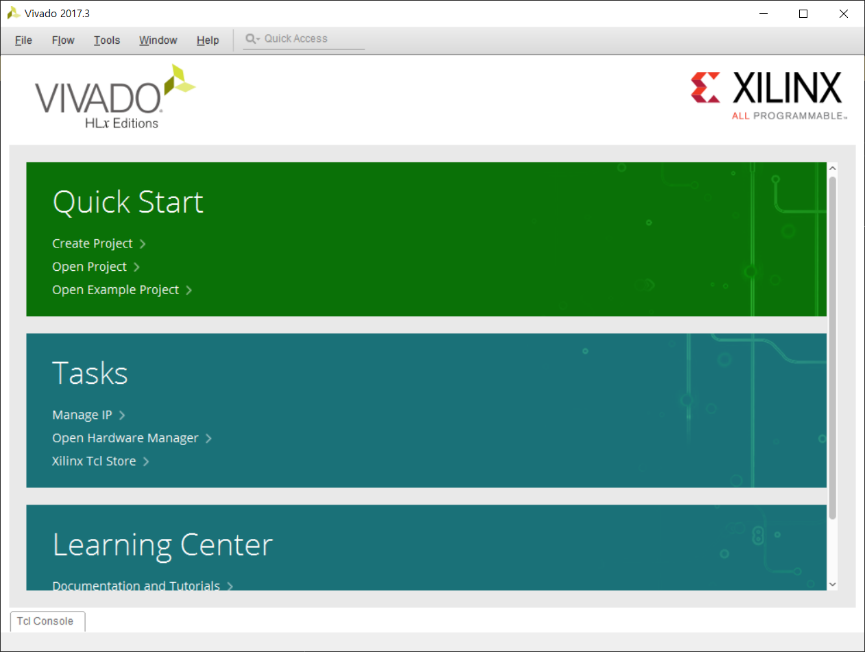 Vivado 2017.3
File Flow Tools Window Help Quick Access
VIVADO
HLx Editions
XILINX
ALL PROGRAMMABLE
Quick Start
Create Project
Open Project
Open Example Project
Tasks
Manage IP
Open Hardware Manager
Xilinx Tcl Store
Learning Center
Documentation and Tutorials
Tcl Console